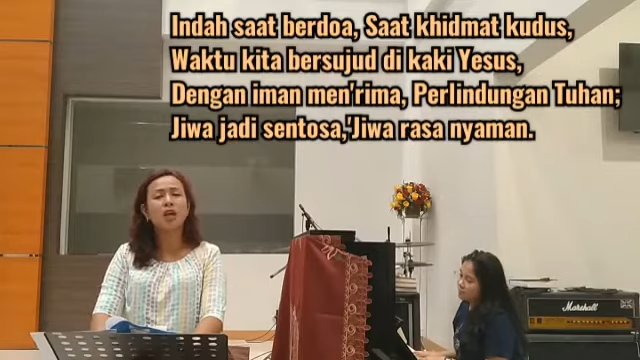 Indah saat berdoa, Saat khidmat kudus,
Waktu kita bersujud di kaki Yesus,
Dengan iman men'rima, Perlindungan Tuhan;
Jiwa jadi sentosa,'Jiwa rasa nyaman.
Marshall